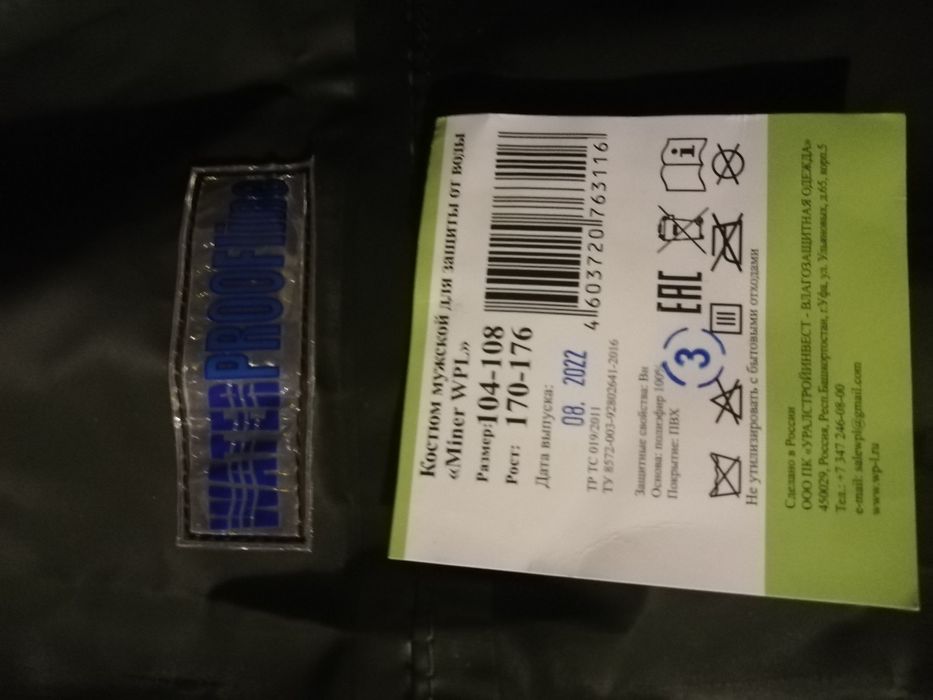 WATERPROOFline
Костюм мужской для защиты от воды
«Miner WPL»
Размер:104-108
Рост: 170-176
Дата выпуска:
08. 2022
4 603720 763116
ТР ТС 019/2011
ТУ 8572-003-92802641-2016
Защитные свойства: Вн
Основа: полиэфир 100%
Покрытие: ПВХ
3
EAC
Не утилизировать с бытовыми отходами
Сделано в России
ООО ПК «УРАЛСТРОЙИНВЕСТ - ВЛАГОЗАЩИТНАЯ ОДЕЖДА»
450029, Россия, Респ.Башкортостан, г.Уфа, ул. Ульяновых, д.65, корп.5
Тел.: +7 347 246-08-00
e-mail: salewpl@gmail.com
www.wp-l.ru